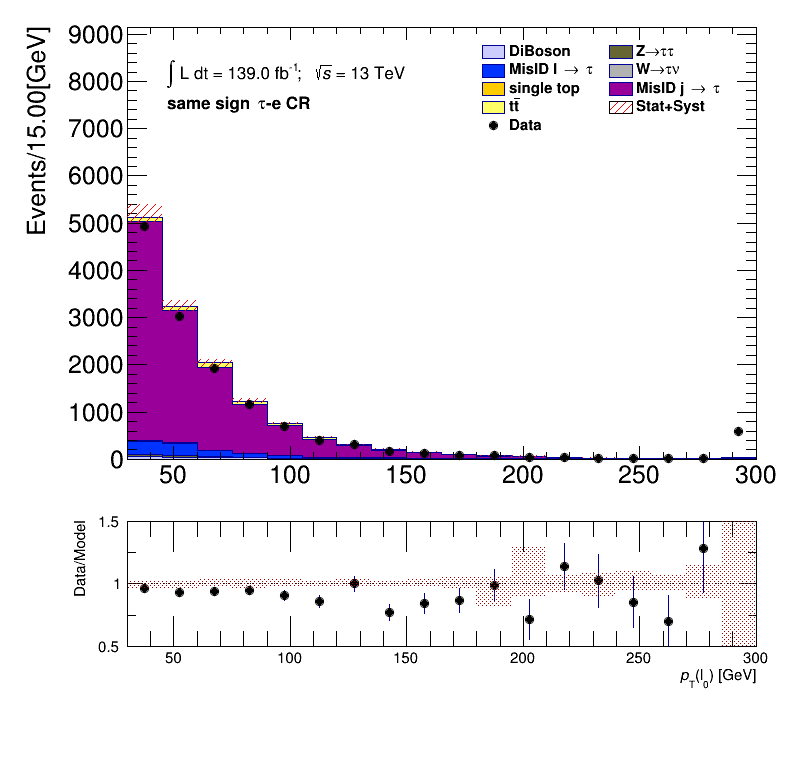 Events/15.00[GeV]
9000
8000
7000
6000
5000
4000
3000
2000
1000
0
∫ L dt = 139.0 fb⁻¹; √s = 13 TeV
same sign τ-e CR
DiBoson
MisID l → τ
single top
tt̄
Data
Z→ττ
W→τν
MisID j → τ
Stat+Syst
50 100 150 200 250 300
Data/Model
1.5
1
0.5
50 100 150 200 250 300
p_T(l_0) [GeV]